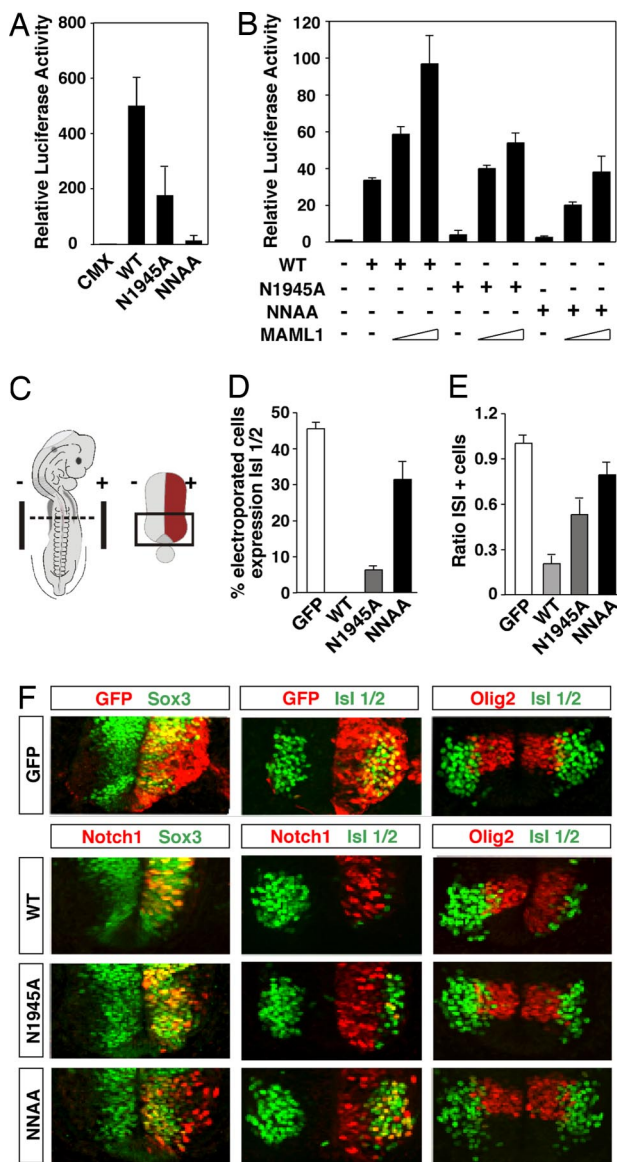 A
Relative Luciferase Activity
800
600
400
200
0
CMX
WT
N1945A
NNAA
B
Relative Luciferase Activity
120
100
80
60
40
20
0
WT - + + + - - - - - -
N1945A - - - - + + + - - -
NNAA - - - - - - - + + +
MAML1 - - - -
C
- +
- +
D
% electroporated cells
expression Isl 1/2
50
40
30
20
10
0
GFP
WT
N1945A
NNAA
E
Ratio ISI + cells
1.2
0.9
0.6
0.3
0
GFP
WT
N1945A
NNAA
F
GFP Sox3
GFP Isl 1/2
Olig2 Isl 1/2
GFP
Notch1 Sox3
Notch1 Isl 1/2
Olig2 Isl 1/2
WT
N1945A
NNAA